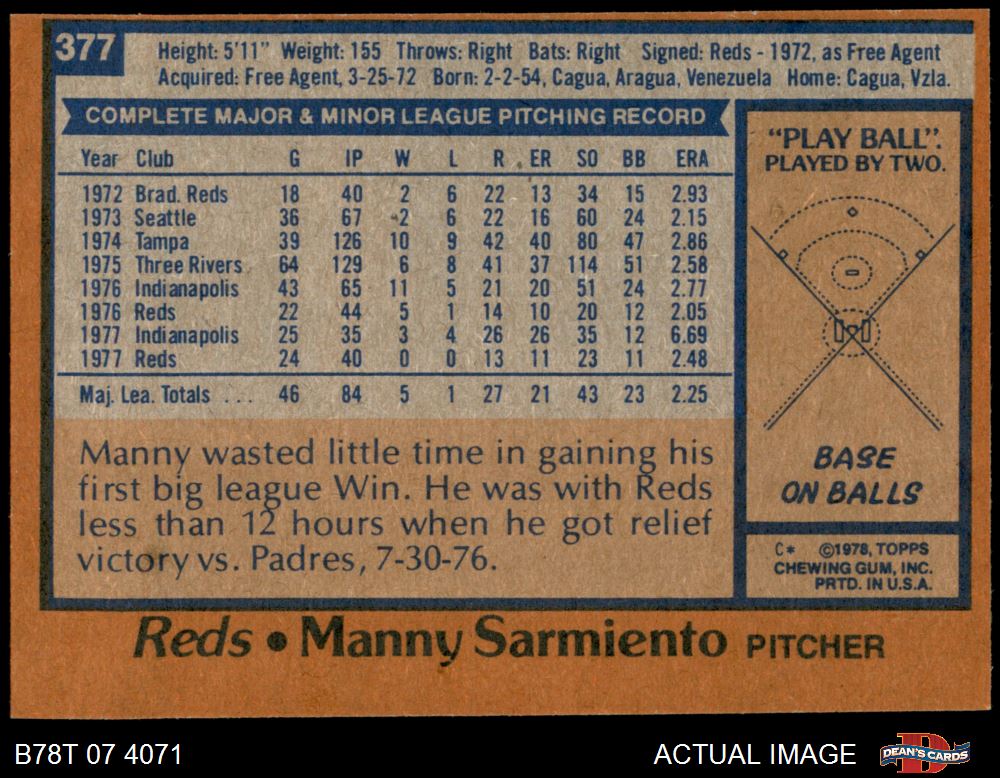 377
Height: 5'11" Weight: 155 Throws: Right Bats: Right Signed: Reds - 1972, as Free Agent
Acquired: Free Agent, 3-25-72 Born: 2-2-54, Cagua, Aragua, Venezuela Home: Cagua, Vzla.
COMPLETE MAJOR & MINOR LEAGUE PITCHING RECORD
Year Club G IP W L R ER SO BB ERA
1972 Brad. Reds 18 40 2 6 22 13 34 15 2.93
1973 Seattle 36 67 2 6 22 16 60 24 2.15
1974 Tampa 39 126 10 9 42 40 80 47 2.86
1975 Three Rivers 64 129 6 8 41 37 114 51 2.58
1976 Indianapolis 43 65 11 5 21 20 51 24 2.77
1976 Reds 22 44 5 1 14 10 20 12 2.05
1977 Indianapolis 25 35 3 4 26 26 35 12 6.69
1977 Reds 24 40 0 0 13 11 23 11 2.48
Maj. Lea. Totals ... 46 84 5 1 27 21 43 23 2.25
Manny wasted little time in gaining his
first big league Win. He was with Reds
less than 12 hours when he got relief
victory vs. Padres, 7-30-76.
"PLAY BALL".
PLAYED BY TWO.
BASE
ON BALLS
C* ©1978, TOPPS
CHEWING GUM, INC.
PRTD. IN U.S.A.
Reds • Manny Sarmiento PITCHER
B78T 07 4071
ACTUAL IMAGE
D
DEAN'S CARDS